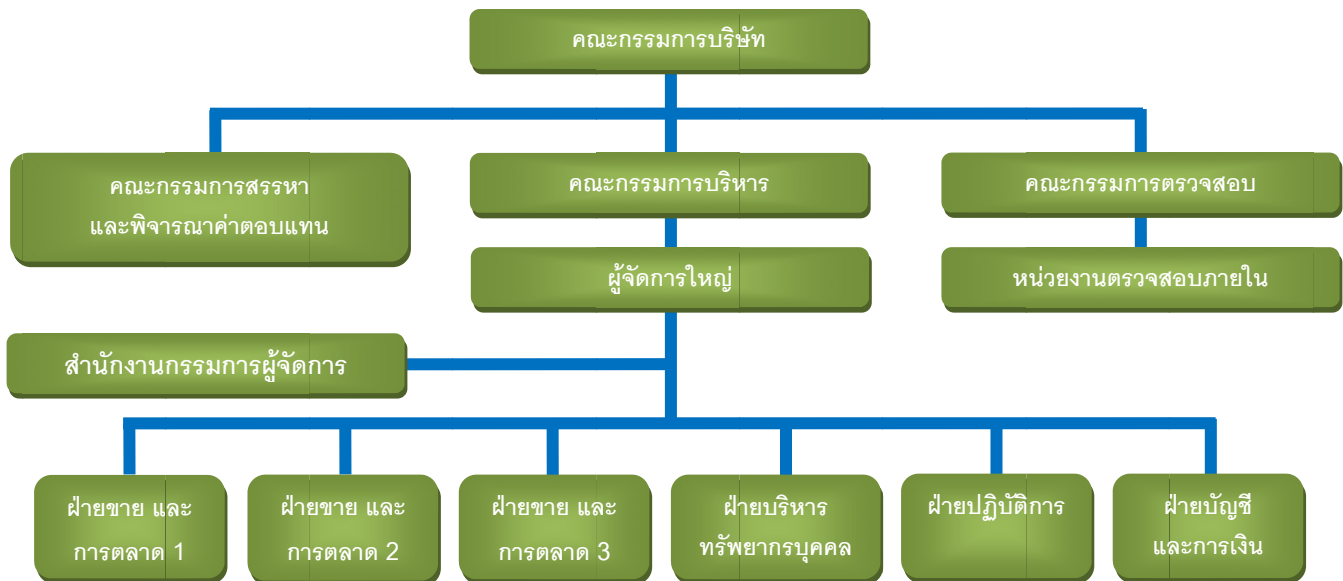 คณะกรรมการบริษัท
คณะกรรมการสรรหา
และพิจารณาค่าตอบแทน
คณะกรรมการบริหาร
คณะกรรมการตรวจสอบ
ผู้จัดการใหญ่
หน่วยงานตรวจสอบภายใน
สำนักงานกรรมการผู้จัดการ
ฝ่ายขาย และ
การตลาด 1
ฝ่ายขาย และ
การตลาด 2
ฝ่ายขาย และ
การตลาด 3
ฝ่ายบริหาร
ทรัพยากรบุคคล
ฝ่ายปฏิบัติการ
ฝ่ายบัญชี
และการเงิน